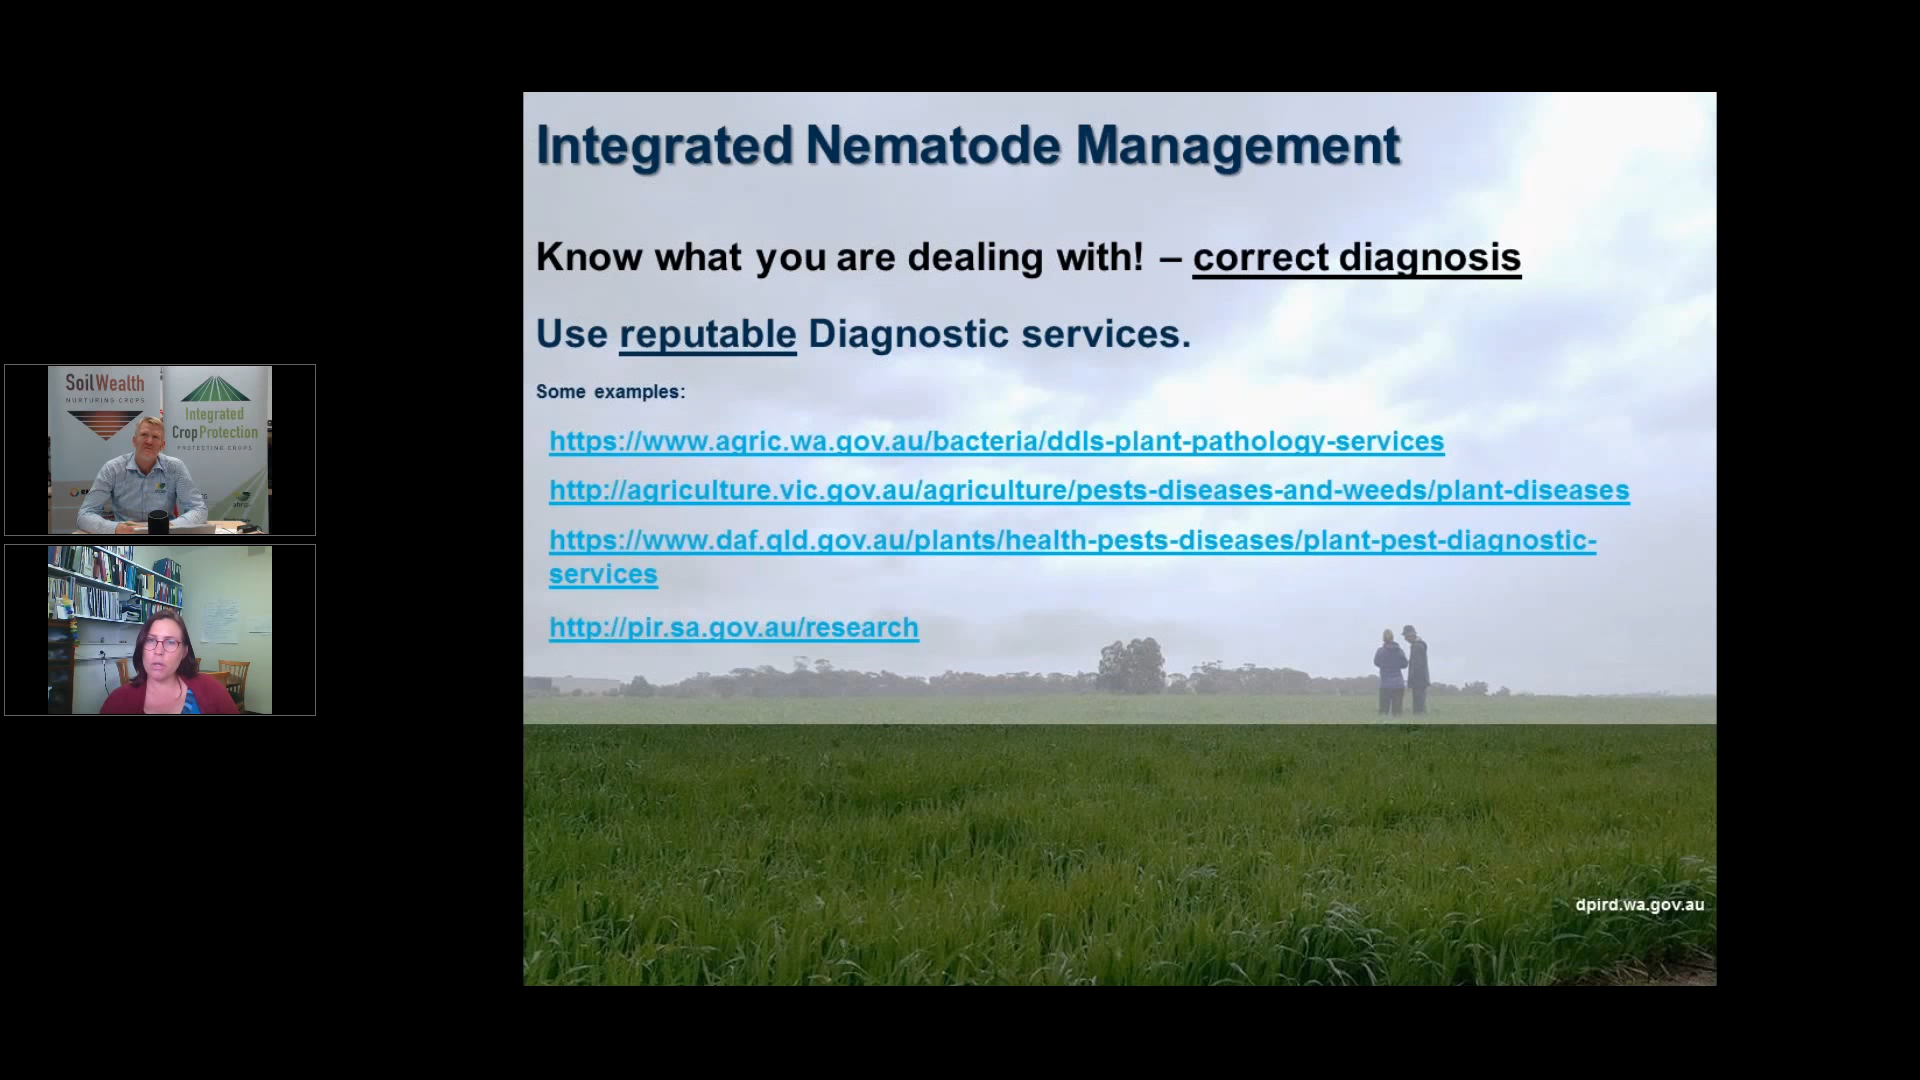 Integrated Nematode Management
Know what you are dealing with! – correct diagnosis
Use reputable Diagnostic services.
Some examples:
https://www.agric.wa.gov.au/bacteria/ddls-plant-pathology-services
http://agriculture.vic.gov.au/agriculture/pests-diseases-and-weeds/plant-diseases
https://www.daf.qld.gov.au/plants/health-pests-diseases/plant-pest-diagnostic-
services
http://pir.sa.gov.au/research
dpird.wa.gov.au
SoilWealth
NURTURING CROPS
Integrated
CropProtection
PROTECTING CROPS